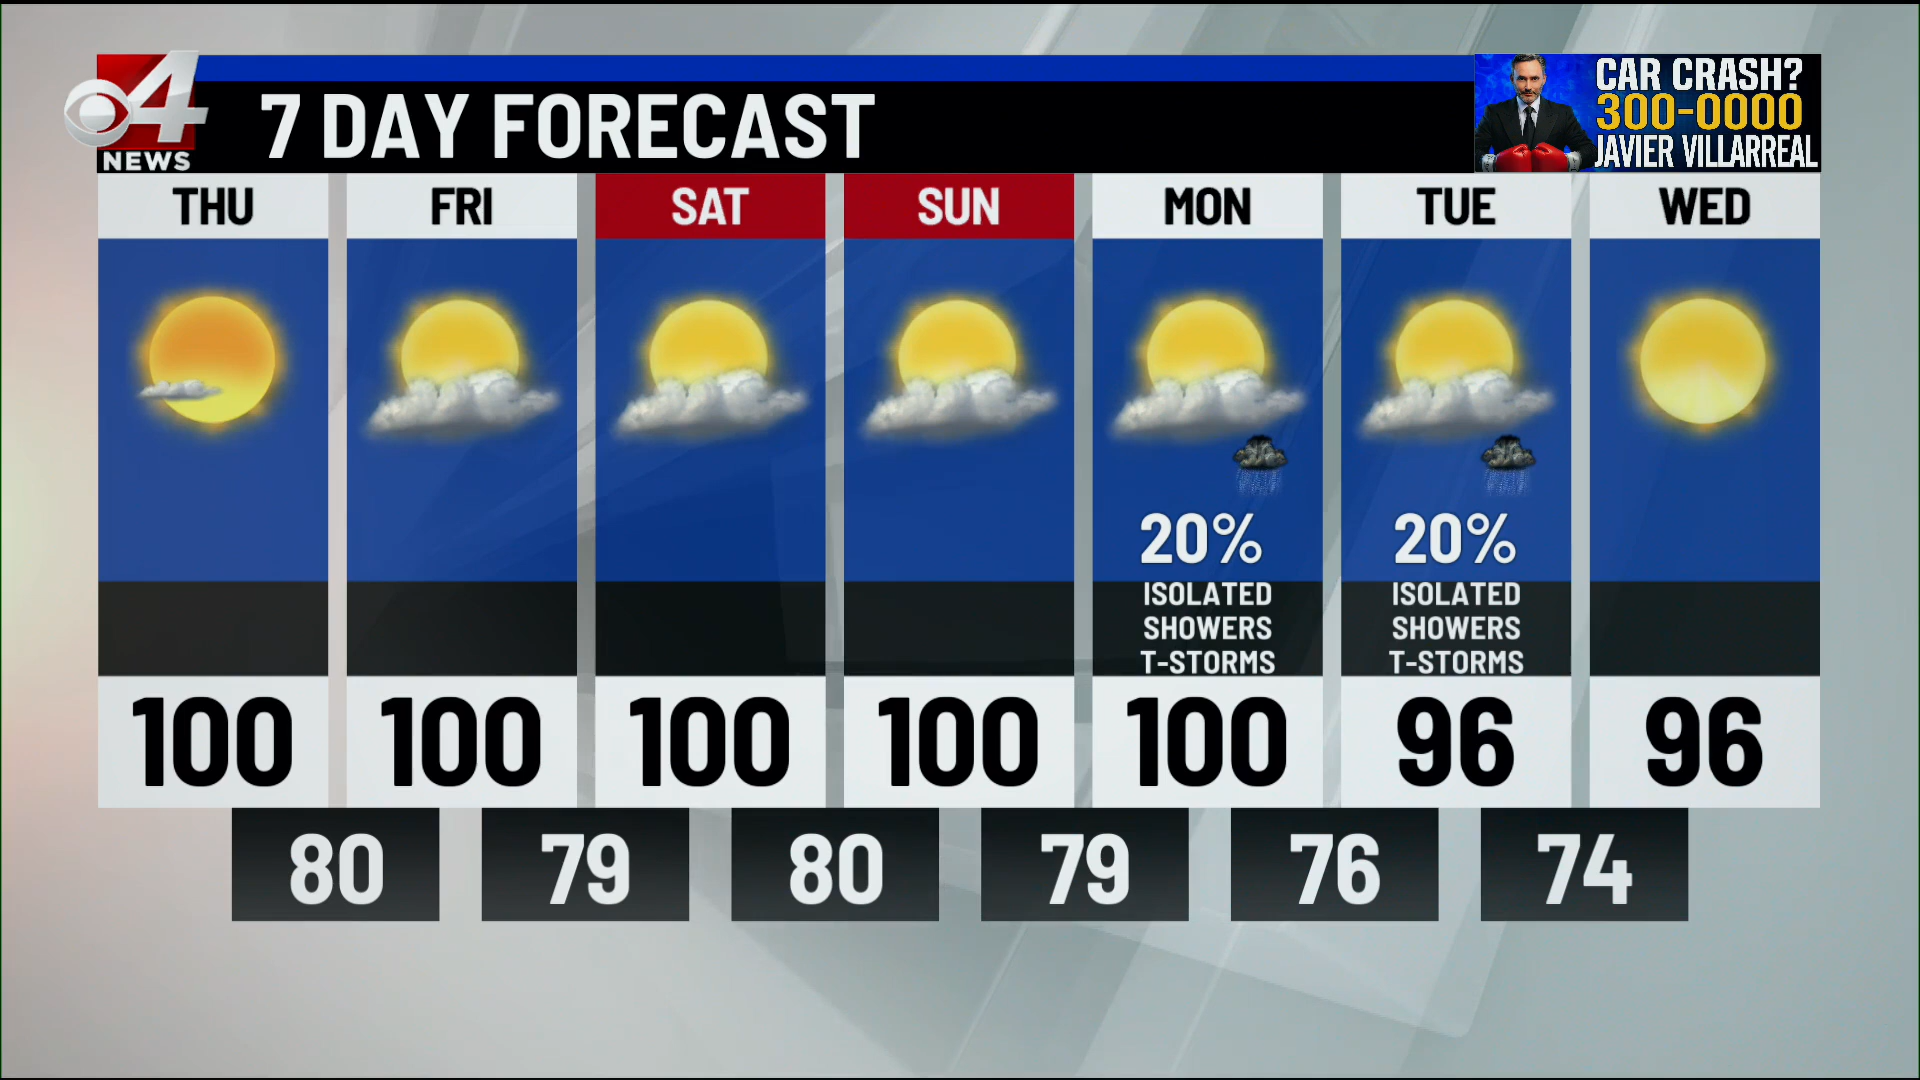 4
NEWS
7 DAY FORECAST
CAR CRASH?
300-0000
JAVIER VILLARREAL
THU
FRI
SAT
SUN
MON
TUE
WED
20%
ISOLATED
SHOWERS
T-STORMS
20%
ISOLATED
SHOWERS
T-STORMS
100
100
100
100
100
96
96
80
79
80
79
76
74